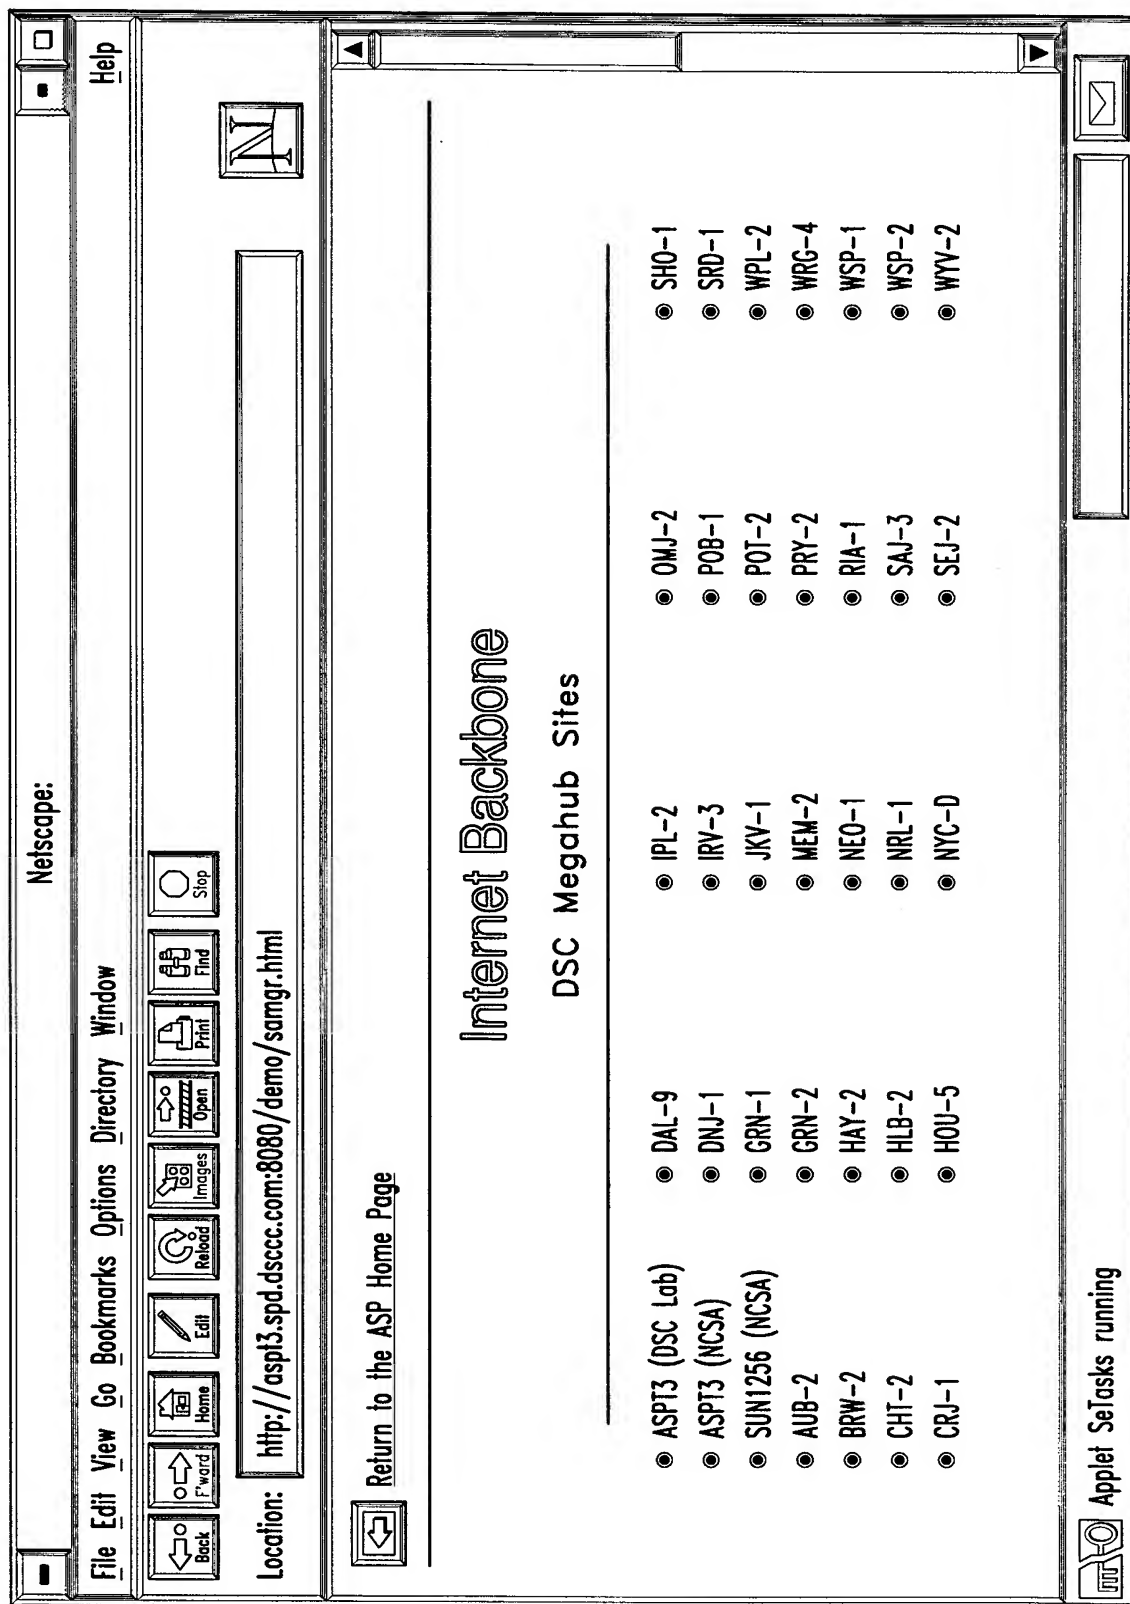 Netscape:
File Edit View Go Bookmarks Options Directory Window Help
Back F'ward Home Edit Reload Images Open Print Find Stop
N
Location: http://aspt3.spd.dsccc.com:8080/demo/samgr.html
Return to the ASP Home Page
Internet Backbone
DSC Megahub Sites
ASPT3 (DSC Lab) DAL-9 IPL-2 OMJ-2 SHO-1
ASPT3 (NCSA) DNJ-1 IRV-3 POB-1 SRD-1
SUN1256 (NCSA) GRN-1 JKV-1 POT-2 WPL-2
AUB-2 GRN-2 MEM-2 PRY-2 WRG-4
BRW-2 HAY-2 NEO-1 RIA-1 WSP-1
CHT-2 HLB-2 NRL-1 SAJ-3 WSP-2
CRJ-1 HOU-5 NYC-D SEJ-2 WYV-2
Applet SeTasks running